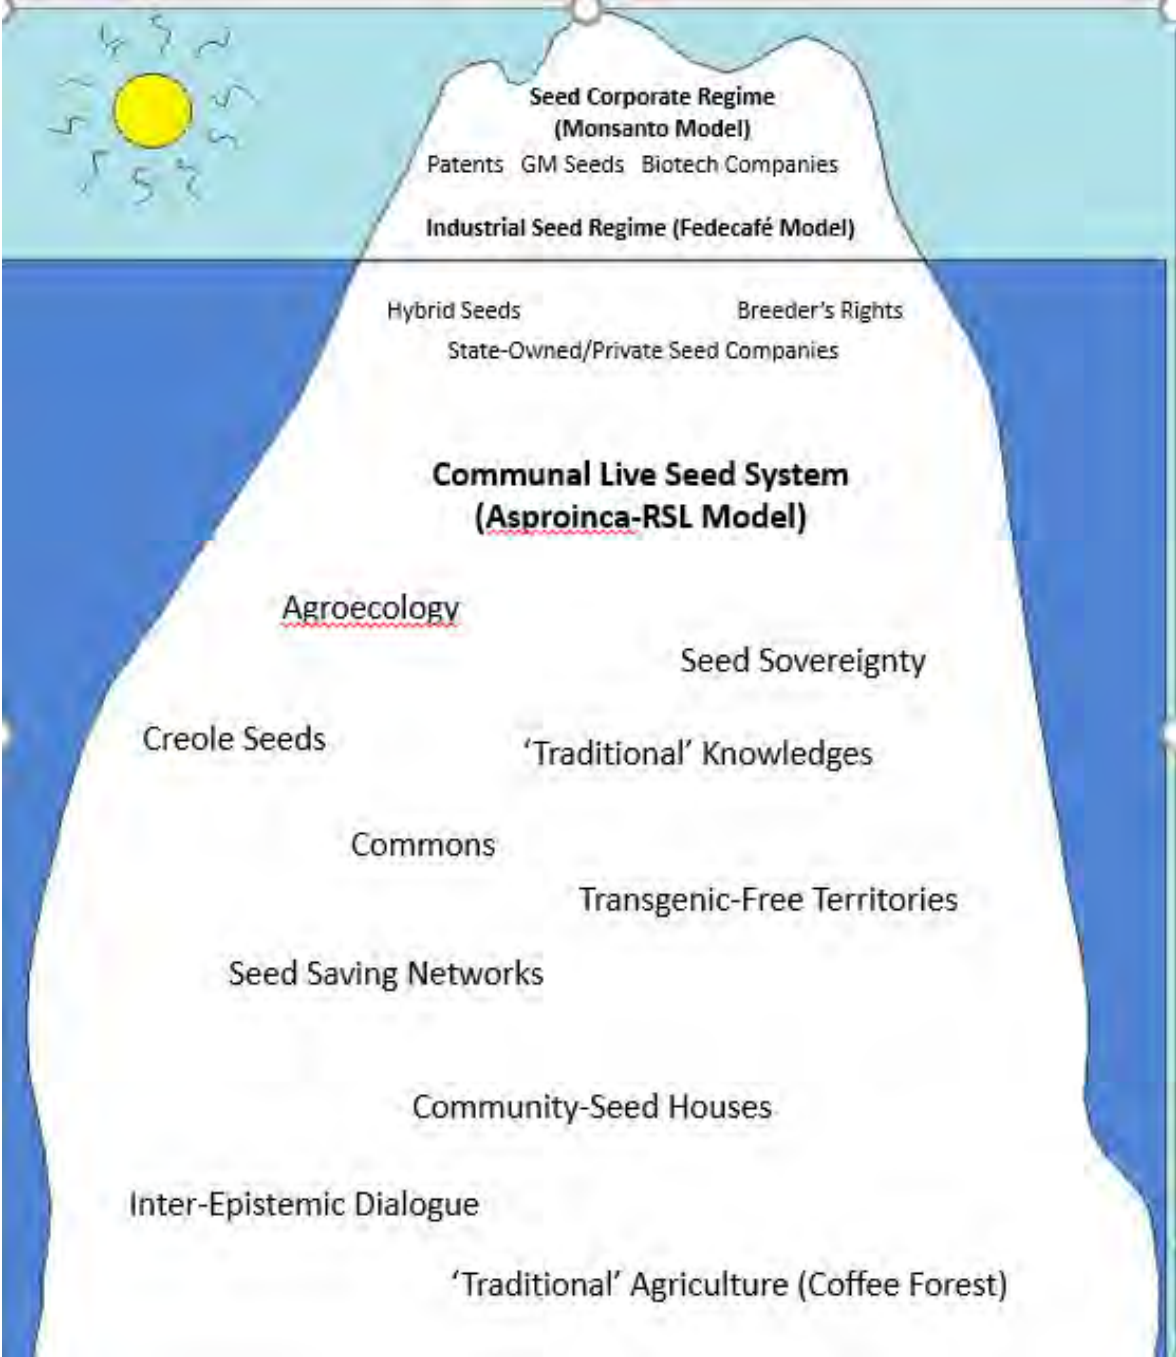 Seed Corporate Regime
(Monsanto Model)
Patents GM Seeds Biotech Companies
Industrial Seed Regime (Fedecafé Model)
Hybrid Seeds Breeder’s Rights
State-Owned/Private Seed Companies
Communal Live Seed System
(Asproinca-RSL Model)
Agroecology
Seed Sovereignty
Creole Seeds
‘Traditional’ Knowledges
Commons
Transgenic-Free Territories
Seed Saving Networks
Community-Seed Houses
Inter-Epistemic Dialogue
‘Traditional’ Agriculture (Coffee Forest)